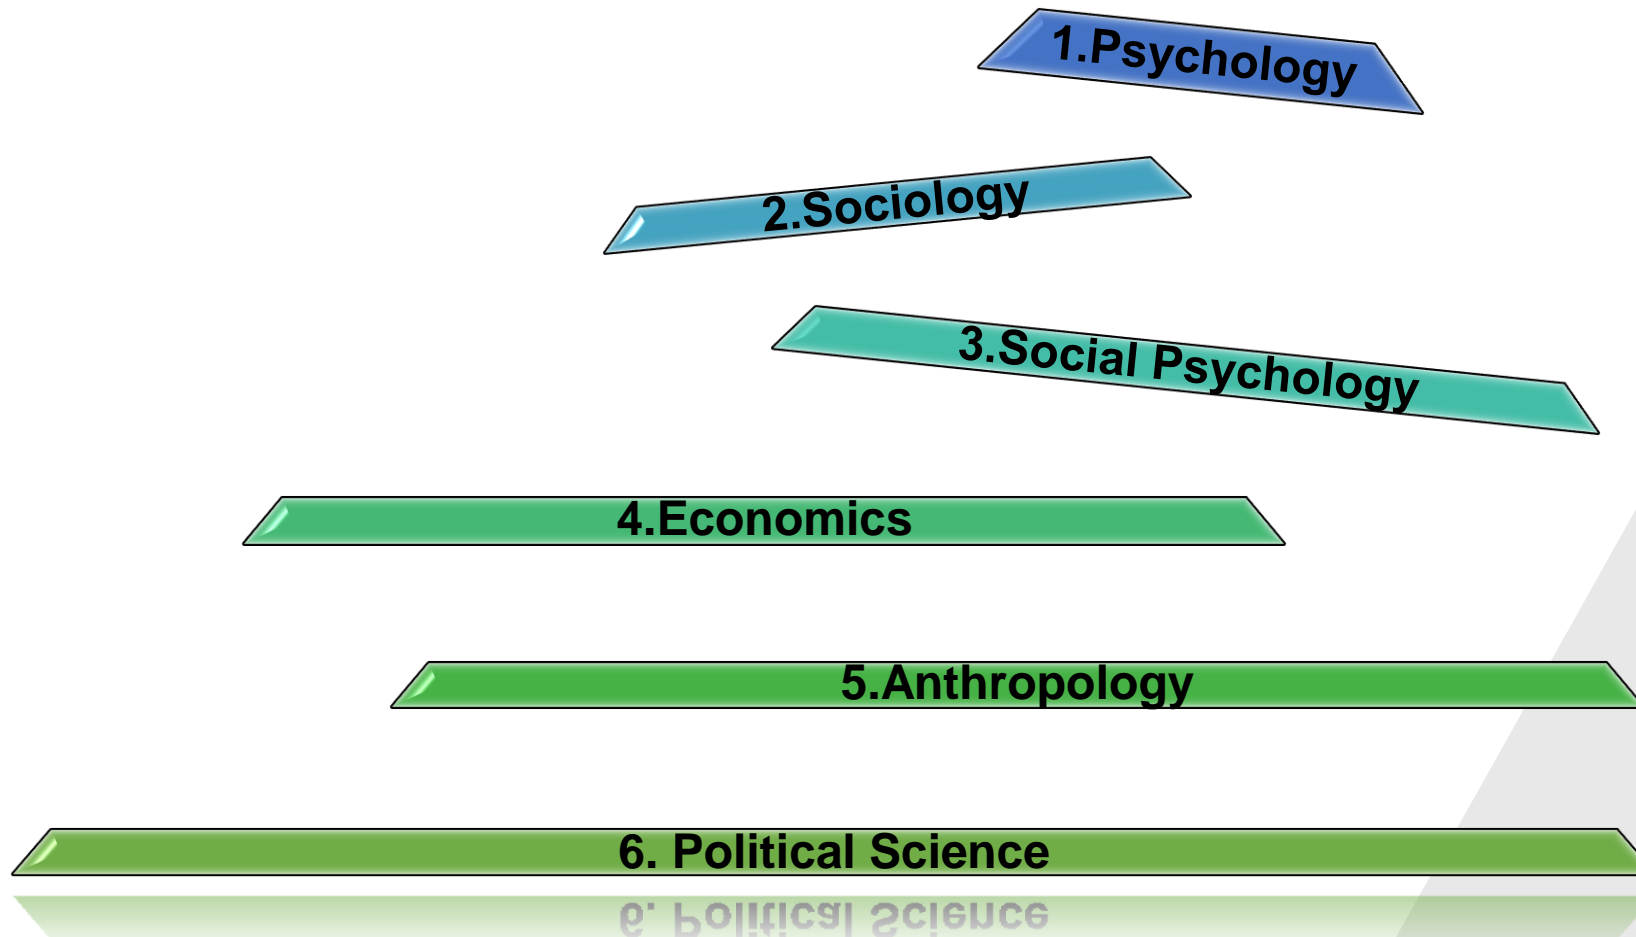 1.Psychology
2.Sociology
3.Social Psychology
4.Economics
5.Anthropology
6. Political Science